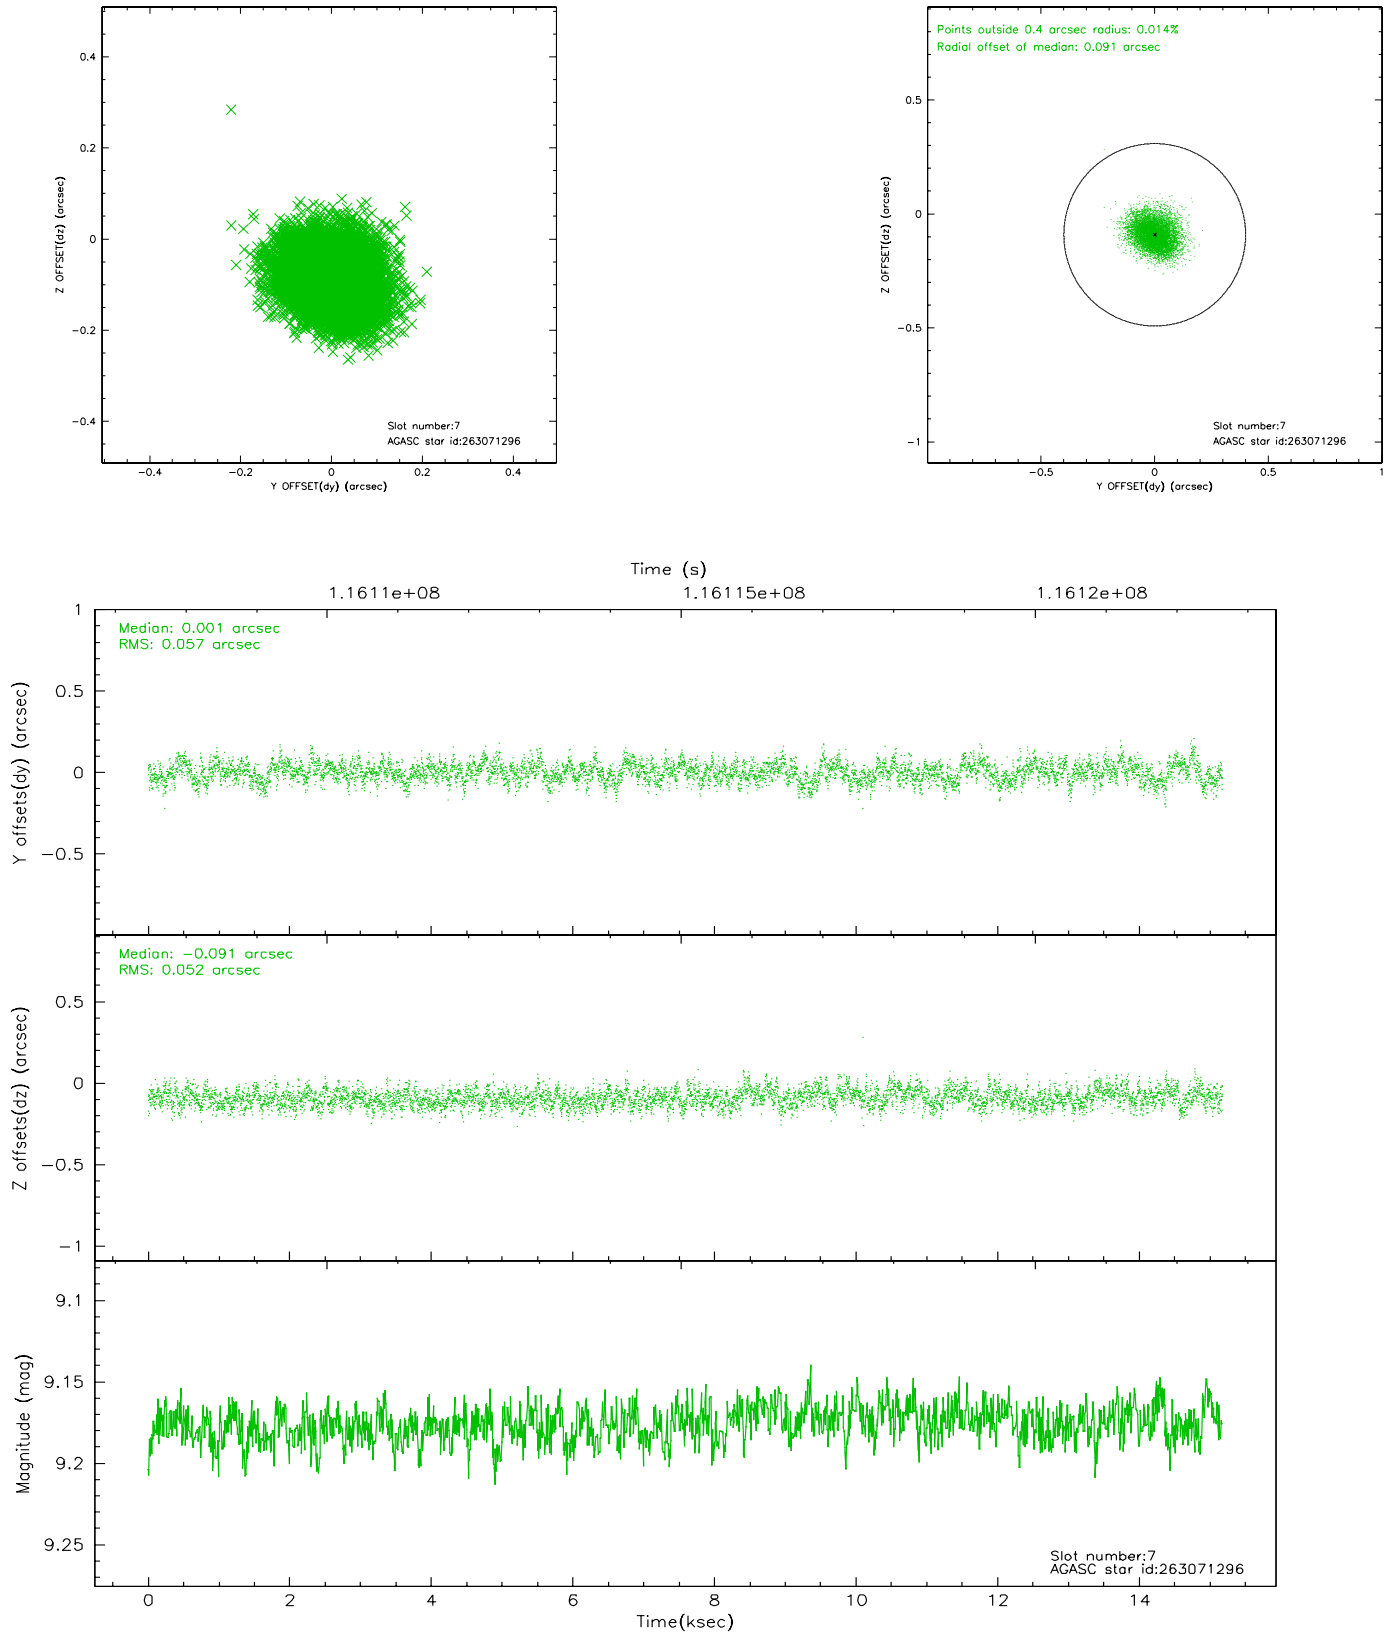 0.4
0.2
0
−0.2
−0.4
Z OFFSET(dz) (arcsec)
Slot number:7
AGASC star id:263071296
−0.4 −0.2 0 0.2 0.4
Y OFFSET(dy) (arcsec)
Points outside 0.4 arcsec radius: 0.014%
Radial offset of median: 0.091 arcsec
0.5
0
−0.5
−1
Z OFFSET(dz) (arcsec)
Slot number:7
AGASC star id:263071296
−0.5 0 0.5 1
Y OFFSET(dy) (arcsec)
Time (s)
1.1611e+08 1.16115e+08 1.1612e+08
Median: 0.001 arcsec
RMS: 0.057 arcsec
1
0.5
0
−0.5
Y offsets(dy) (arcsec)
Median: −0.091 arcsec
RMS: 0.052 arcsec
0.5
0
−0.5
−1
Z offsets(dz) (arcsec)
9.1
9.15
9.2
9.25
Magnitude (mag)
Slot number:7
AGASC star id:263071296
0 2 4 6 8 10 12 14
Time(ksec)